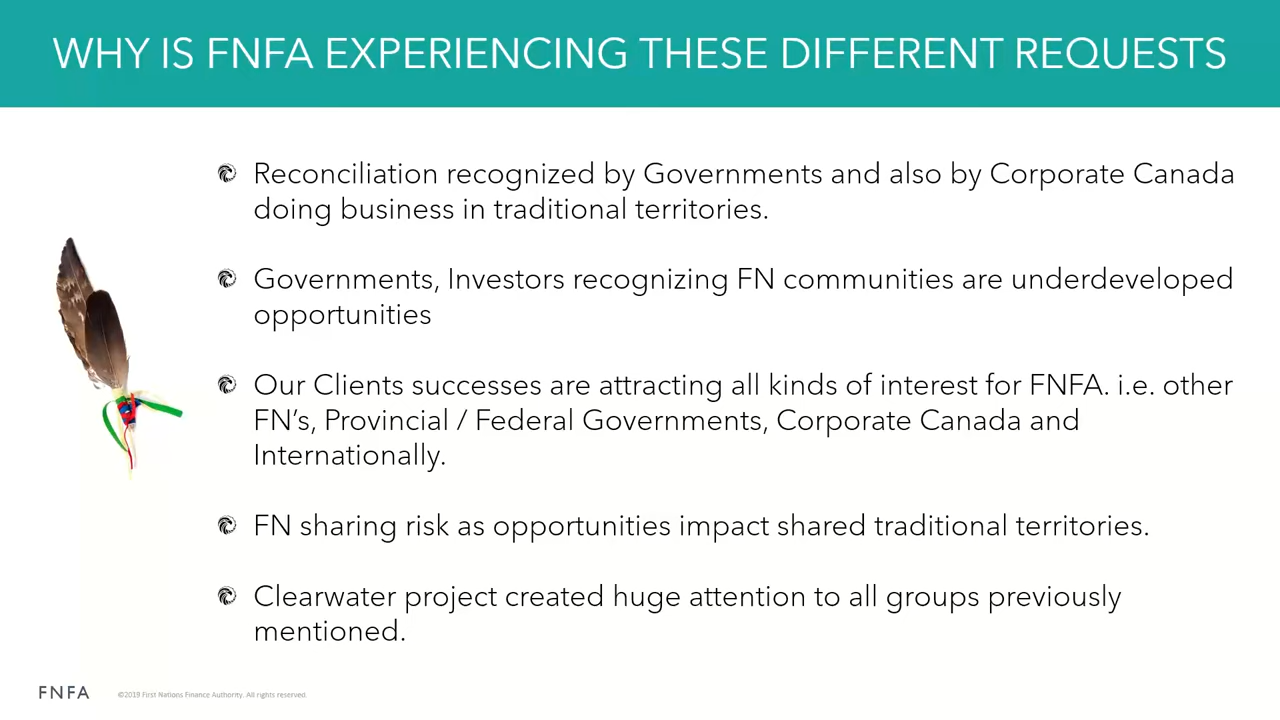 WHY IS FNFA EXPERIENCING THESE DIFFERENT REQUESTS
Reconciliation recognized by Governments and also by Corporate Canada
doing business in traditional territories.
Governments, Investors recognizing FN communities are underdeveloped
opportunities
Our Clients successes are attracting all kinds of interest for FNFA. i.e. other
FN's, Provincial / Federal Governments, Corporate Canada and
Internationally.
FN sharing risk as opportunities impact shared traditional territories.
Clearwater project created huge attention to all groups previously
mentioned.
FNFA ©2019 First Nations Finance Authority. All rights reserved.